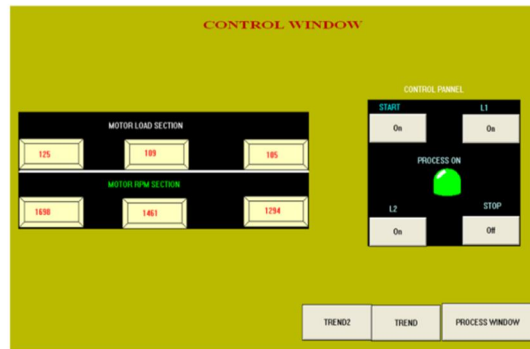 CONTROL WINDOW
CONTROL PANNEL
START L1
On On
MOTOR LOAD SECTION
125 109 105
PROCESS ON
MOTOR RPM SECTION
1690 1461 1294
L2 STOP
On Off
TREND2 TREND PROCESS WINDOW